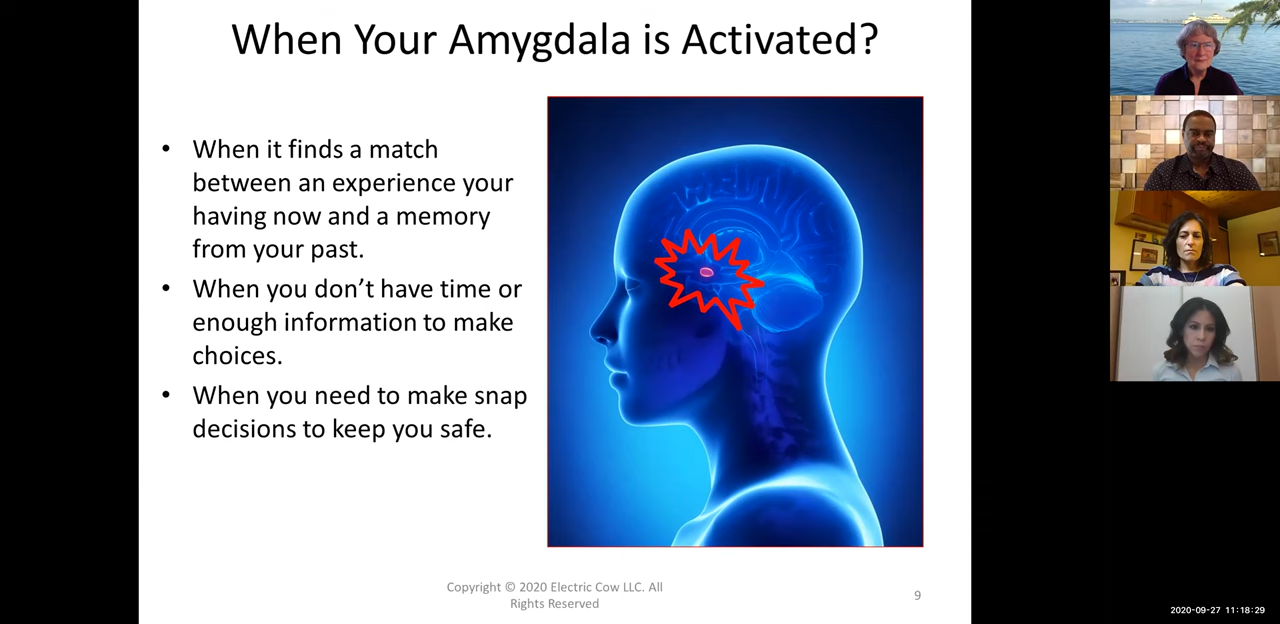 When Your Amygdala is Activated?
• When it finds a match
between an experience your
having now and a memory
from your past.
• When you don’t have time or
enough information to make
choices.
• When you need to make snap
decisions to keep you safe.
Copyright © 2020 Electric Cow LLC. All
Rights Reserved
9
2020-09-27 11:18:29